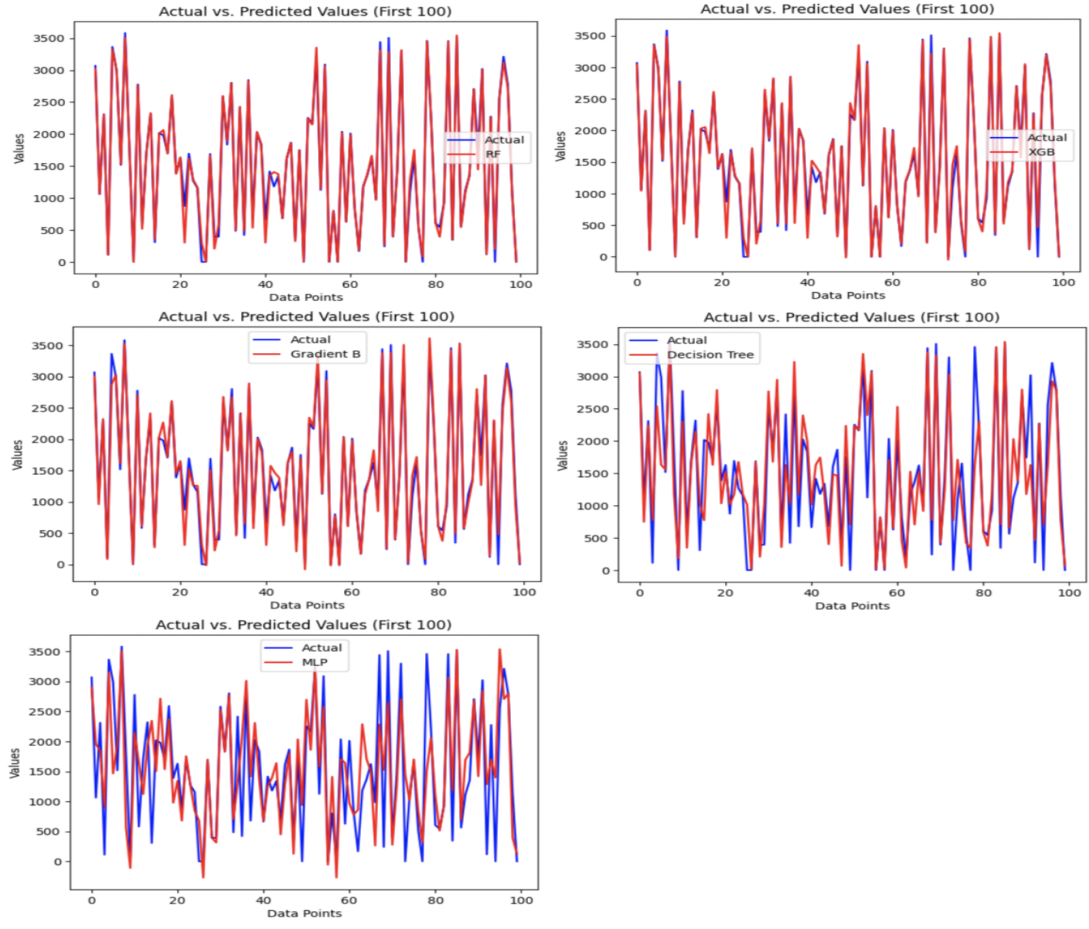 Actual vs. Predicted Values (First 100)
Values
3500
3000
2500
2000
1500
1000
500
0
Actual
RF
0 20 40 60 80 100
Data Points
Actual vs. Predicted Values (First 100)
Values
3500
3000
2500
2000
1500
1000
500
0
Actual
XGB
0 20 40 60 80 100
Data Points
Actual vs. Predicted Values (First 100)
Values
3500
3000
2500
2000
1500
1000
500
0
Actual
Gradient B
0 20 40 60 80 100
Data Points
Actual vs. Predicted Values (First 100)
Values
3500
3000
2500
2000
1500
1000
500
0
Actual
Decision Tree
0 20 40 60 80 100
Data Points
Actual vs. Predicted Values (First 100)
Values
3500
3000
2500
2000
1500
1000
500
0
Actual
MLP
0 20 40 60 80 100
Data Points